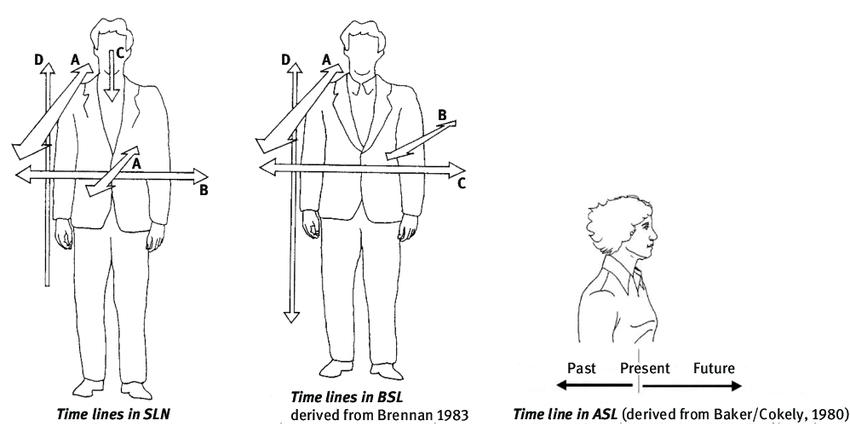 D
A
C
A
B
Time lines in SLN
D
A
B
C
Time lines in BSL
derived from Brennan 1983
Past Present Future
Time line in ASL (derived from Baker/Cokely, 1980)